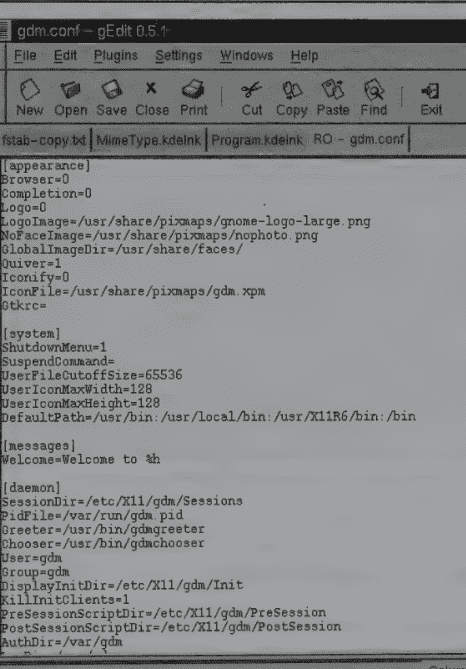 gdm.conf - gEdit 0.5.1
File Edit Plugins Settings Windows Help
New Open Save Close Print Cut Copy Paste Find Exit
fstab-copy.txt MimeType.kdelnk Program.kdelnk RO - gdm.conf
[appearance]
Browser=0
Completion=0
Logo=0
LogoImage=/usr/share/pixmaps/gnome-logo-large.png
NoFaceImage=/usr/share/pixmaps/nophoto.png
GlobalImageDir=/usr/share/faces/
Quiver=1
Iconify=0
IconFile=/usr/share/pixmaps/gdm.xpm
Gtkrc=
[system]
ShutdownMenu=1
SuspendCommand=
UserFileCutoffSize=65536
UserIconMaxWidth=128
UserIconMaxHeight=128
DefaultPath=/usr/bin:/usr/local/bin:/usr/X11R6/bin:/bin
[messages]
Welcome=Welcome to %h
[daemon]
SessionDir=/etc/X11/gdm/Sessions
PidFile=/var/run/gdm.pid
Greeter=/usr/bin/gdmgreeter
Chooser=/usr/bin/gdmchooser
User=gdm
Group=gdm
DisplayInitDir=/etc/X11/gdm/Init
KillInitClients=1
PreSessionScriptDir=/etc/X11/gdm/PreSession
PostSessionScriptDir=/etc/X11/gdm/PostSession
AuthDir=/var/gdm